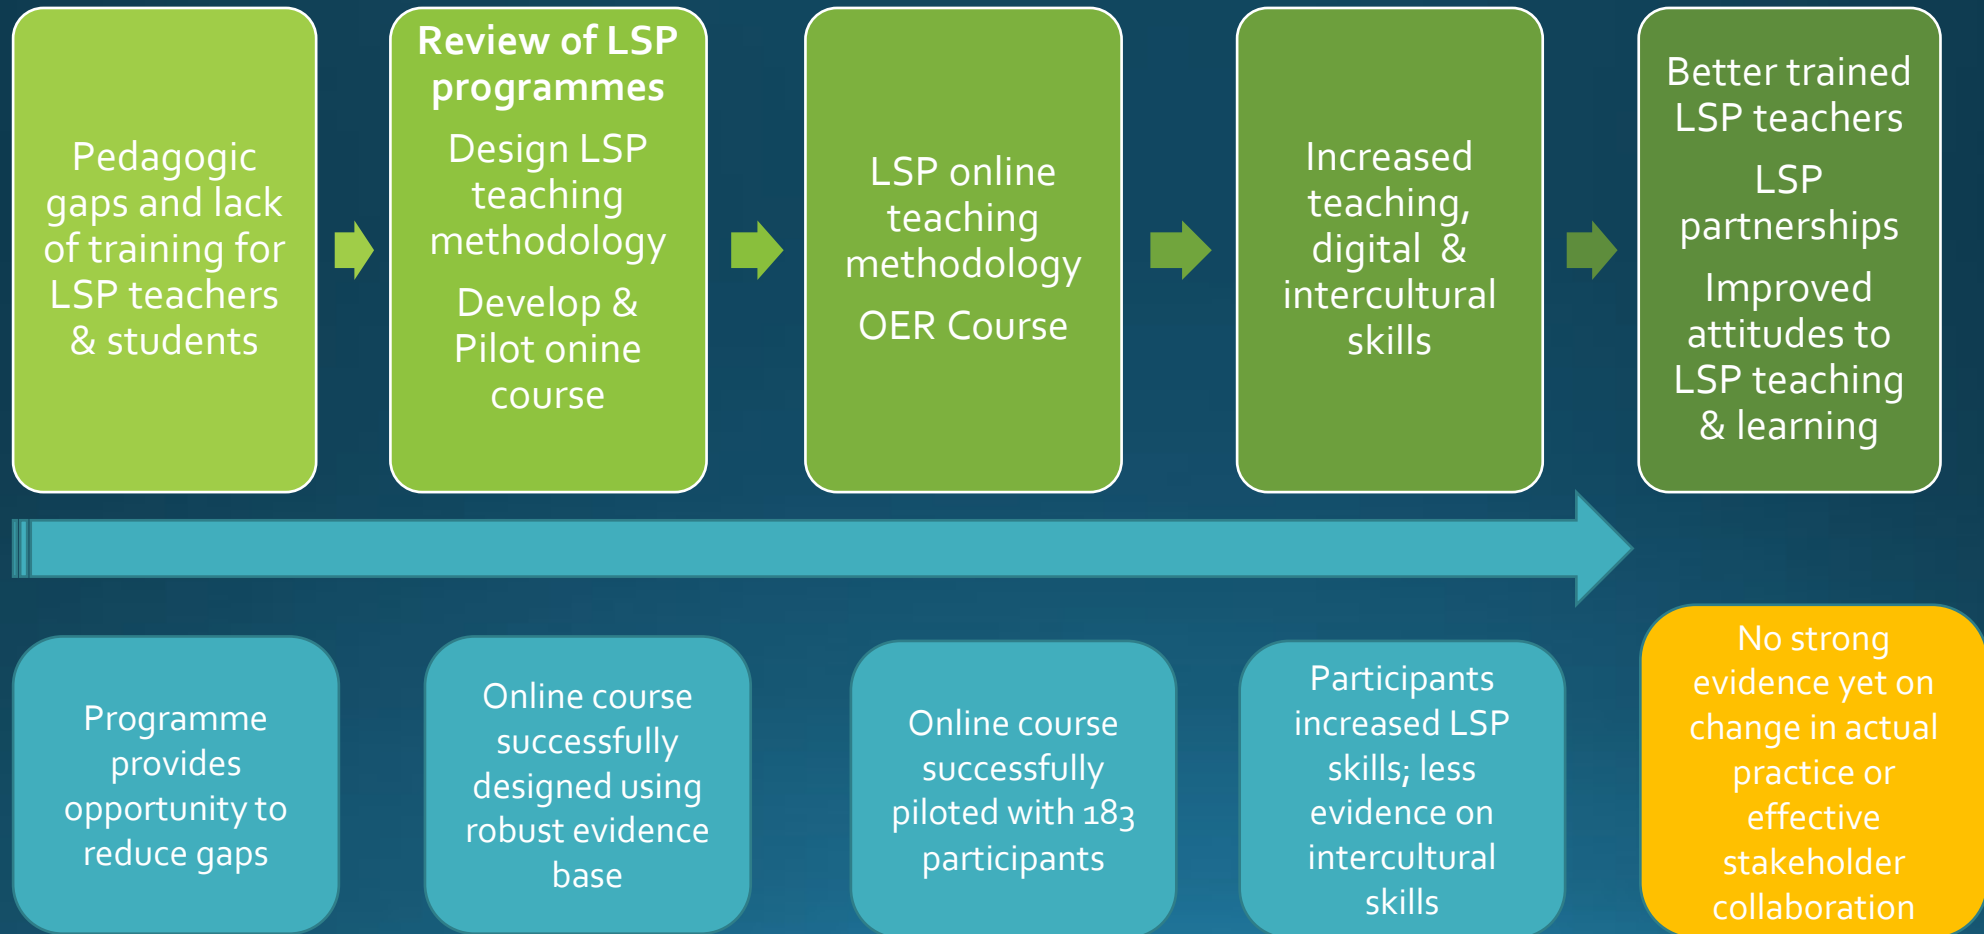 Pedagogic
gaps and lack
of training for
LSP teachers
& students
Review of LSP
programmes
Design LSP
teaching
methodology
Develop &
Pilot onine
course
LSP online
teaching
methodology
OER Course
Increased
teaching,
digital &
intercultural
skills
Better trained
LSP teachers
LSP
partnerships
Improved
attitudes to
LSP teaching
& learning
Programme
provides
opportunity to
reduce gaps
Online course
successfully
designed using
robust evidence
base
Online course
successfully
piloted with 183
participants
Participants
increased LSP
skills; less
evidence on
intercultural
skills
No strong
evidence yet on
change in actual
practice or
effective
stakeholder
collaboration